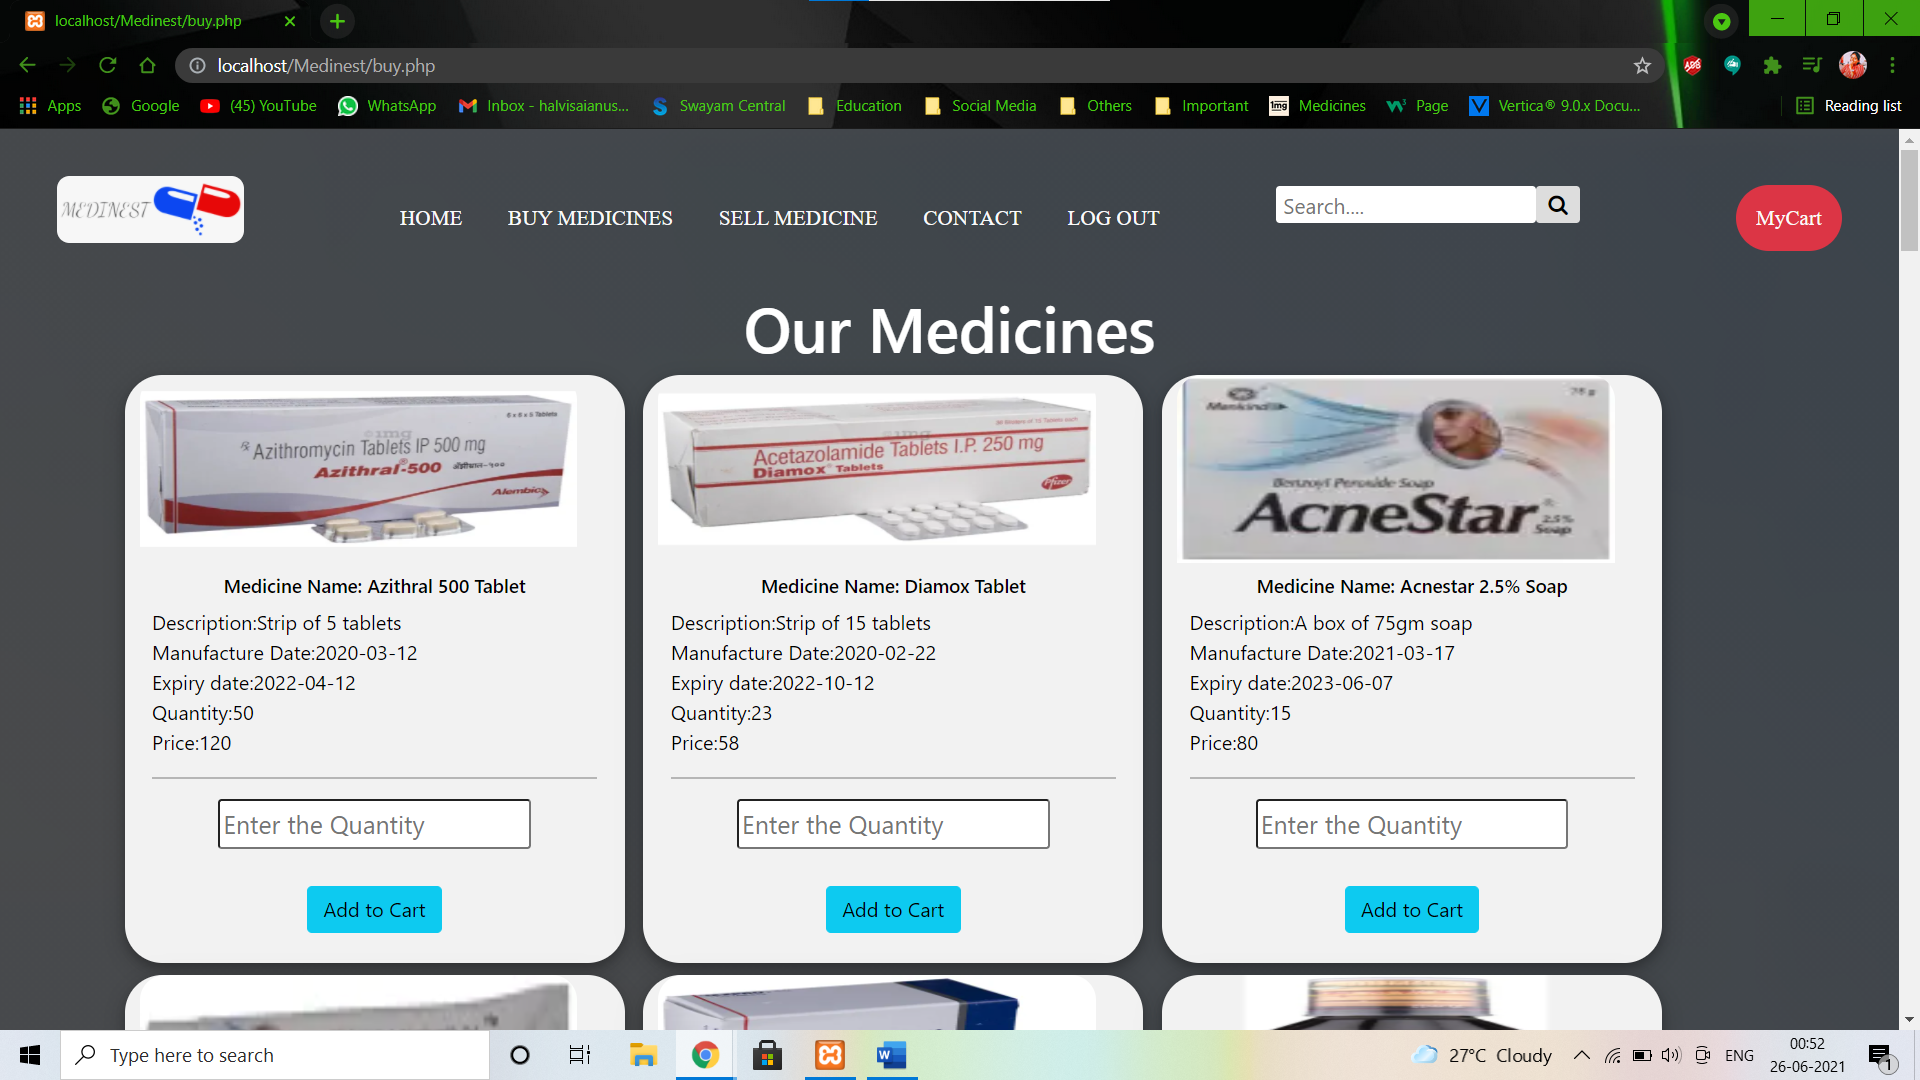 localhost/Medinest/buy.php
localhost/Medinest/buy.php
Apps Google (45) YouTube WhatsApp Inbox - halvisaianus... Swayam Central Education Social Media Others Important Medicines Page Vertica® 9.0.x Docu... Reading list
MEDINEST HOME BUY MEDICINES SELL MEDICINE CONTACT LOG OUT Search.... MyCart
Our Medicines
6 x 6 x 5 Tablets
Azithromycin Tablets IP 500 mg
Azithral-500
Alembic
Medicine Name: Azithral 500 Tablet
Description:Strip of 5 tablets
Manufacture Date:2020-03-12
Expiry date:2022-04-12
Quantity:50
Price:120
Enter the Quantity
Add to Cart
Acetazolamide Tablets I.P. 250 mg
Diamox® Tablets
Pfizer
Medicine Name: Diamox Tablet
Description:Strip of 15 tablets
Manufacture Date:2020-02-22
Expiry date:2022-10-12
Quantity:23
Price:58
Enter the Quantity
Add to Cart
Mankind
75 g
Benzoyl Peroxide Soap
AcneStar®
2.5%
Soap
Medicine Name: Acnestar 2.5% Soap
Description:A box of 75gm soap
Manufacture Date:2021-03-17
Expiry date:2023-06-07
Quantity:15
Price:80
Enter the Quantity
Add to Cart
Type here to search
27°C Cloudy
ENG
00:52
26-06-2021
1